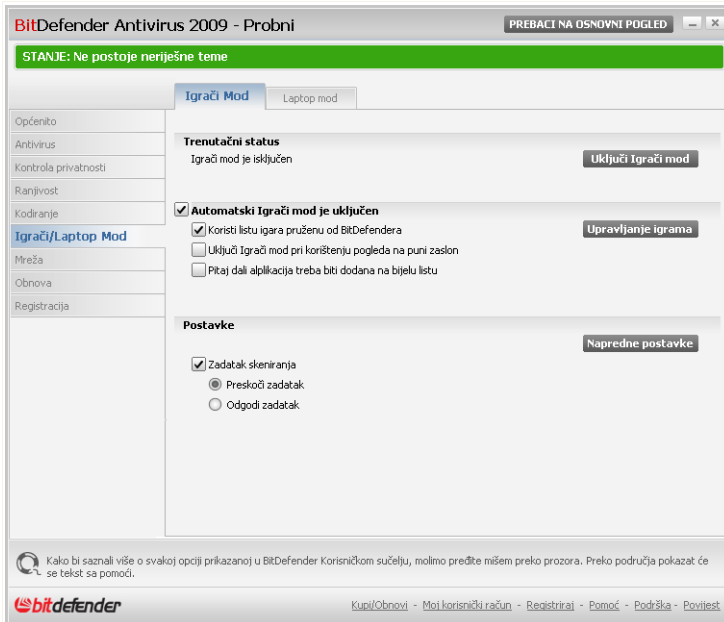 BitDefender Antivirus 2009 - Probni
PREBACI NA OSNOVNI POGLED
STANJE: Ne postoje neriješne teme
Igrači Mod
Laptop mod
Općenito
Antivirus
Kontrola privatnosti
Ranjivost
Kodiranje
Igrači/Laptop Mod
Mreža
Obnova
Registracija
Trenutačni status
Igrači mod je isključen
Uključi Igrači mod
Automatski Igrači mod je uključen
Koristi listu igara pruženu od BitDefendera
Upravljanje igrama
Uključi Igrači mod pri korištenju pogleda na puni zaslon
Pitaj dali alplikacija treba biti dodana na bijelu listu
Postavke
Napredne postavke
Zadatak skeniranja
Preskoči zadatak
Odgodi zadatak
Kako bi saznali više o svakoj opciji prikazanoj u BitDefender Korisničkom sučelju, molimo pređite mišem preko prozora. Preko područja pokazat će
se tekst sa pomoći.
bitdefender
Kupi/Obnovi - Moj korisnički račun - Registriraj - Pomoć - Podrška - Povijest